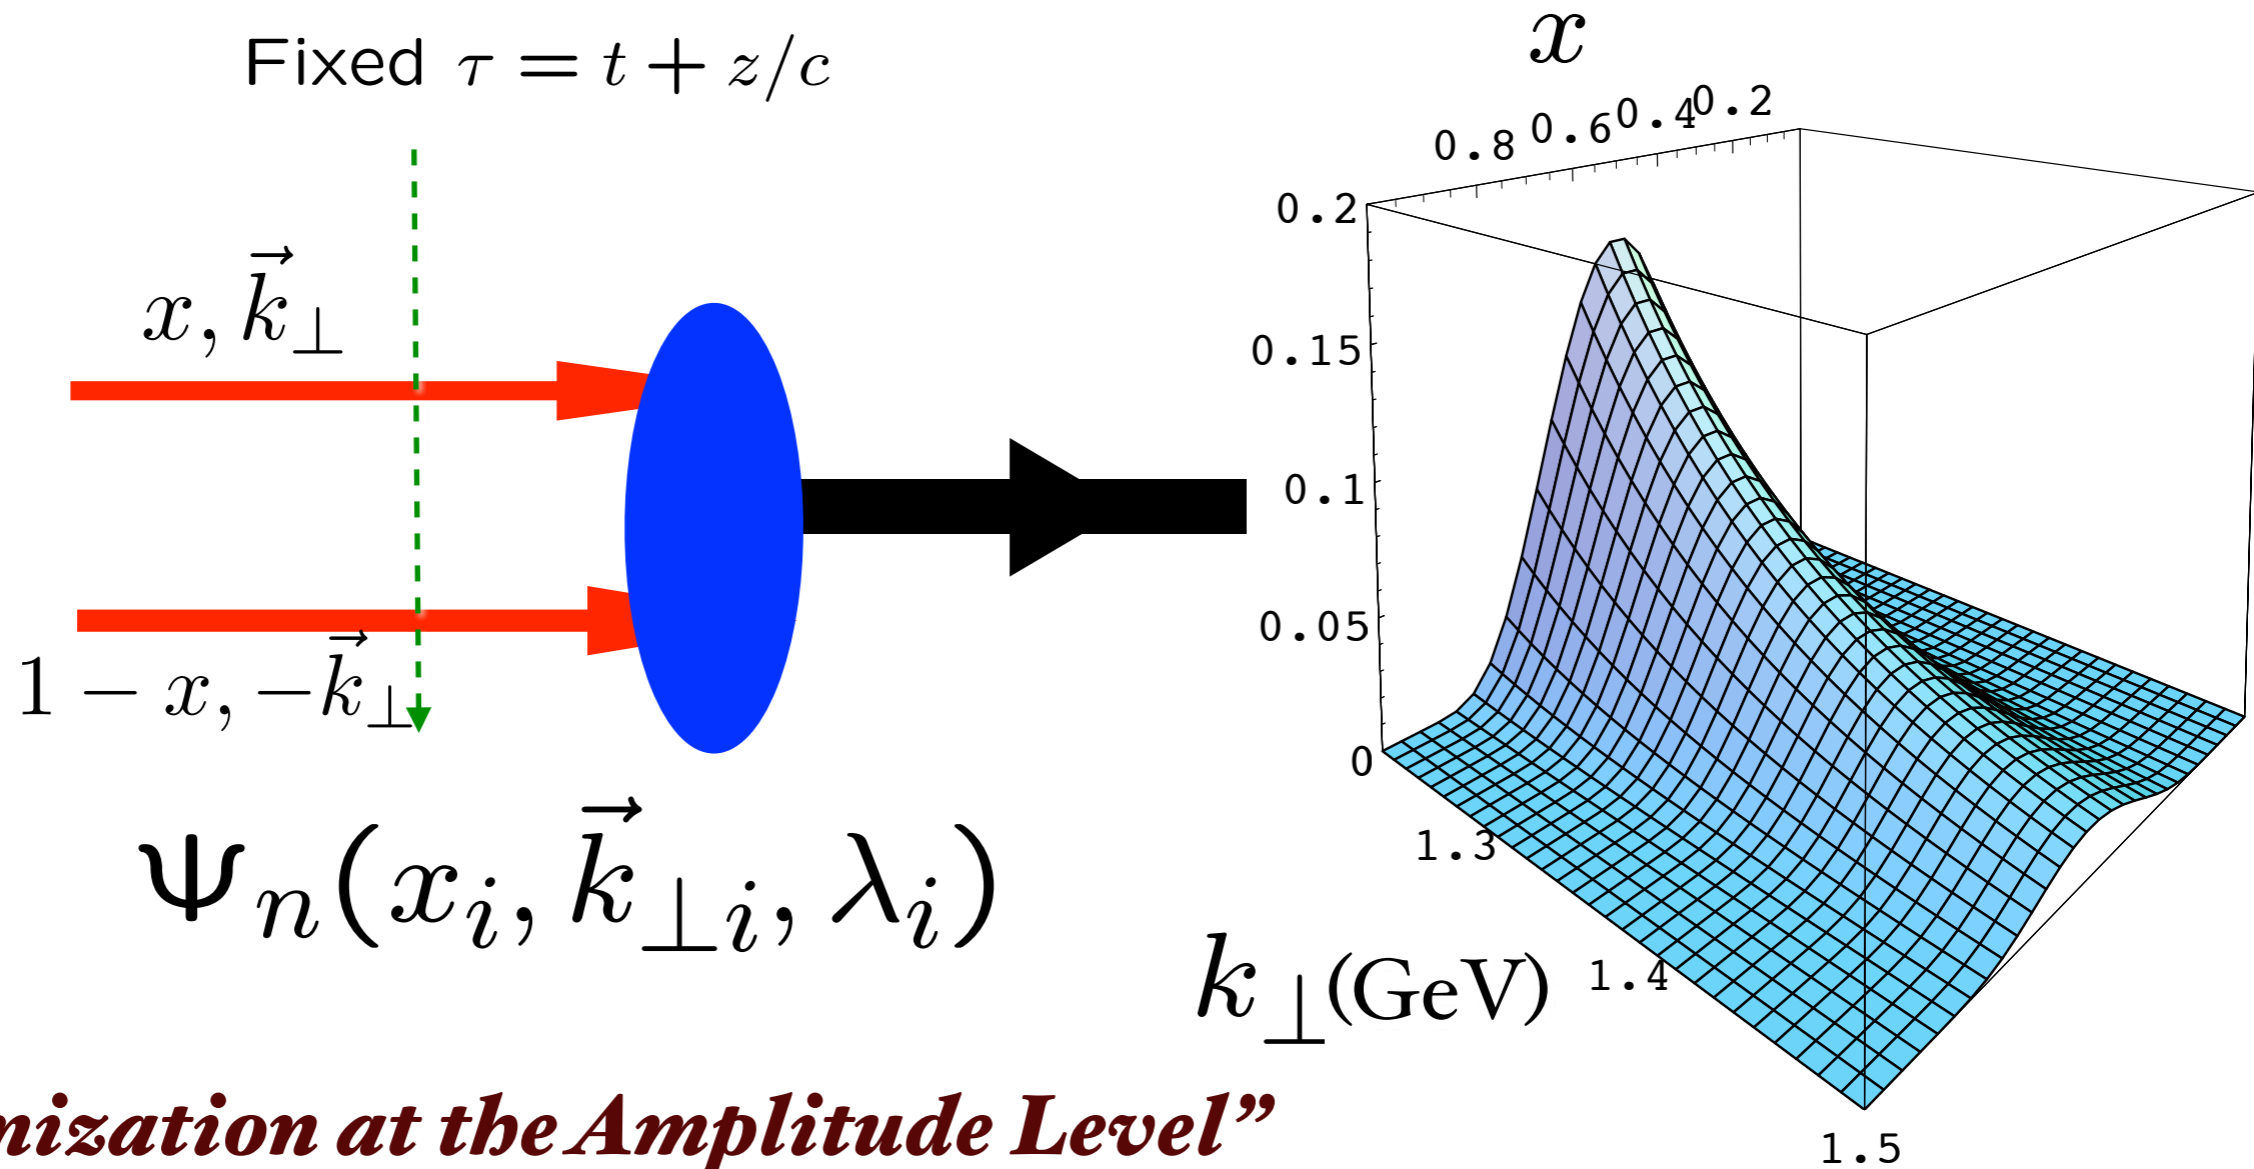 Fixed τ = t + z/c
x, k⃗⊥
1 − x, −k⃗⊥
Ψn(xi, k⃗⊥i, λi)
x
0.8 0.6 0.4 0.2
0.2
0.15
0.1
0.05
0
1.3
1.4
1.5
k⊥(GeV)
nization at the Amplitude Level”